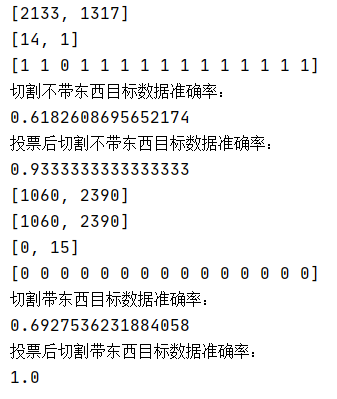 [2133, 1317]
[14, 1]
[1 1 0 1 1 1 1 1 1 1 1 1 1 1 1]
切割不带东西目标数据准确率:
0.6182608695652174
投票后切割不带东西目标数据准确率:
0.9333333333333333
[1060, 2390]
[1060, 2390]
[0, 15]
[0 0 0 0 0 0 0 0 0 0 0 0 0 0 0]
切割带东西目标数据准确率:
0.6927536231884058
投票后切割带东西目标数据准确率:
1.0